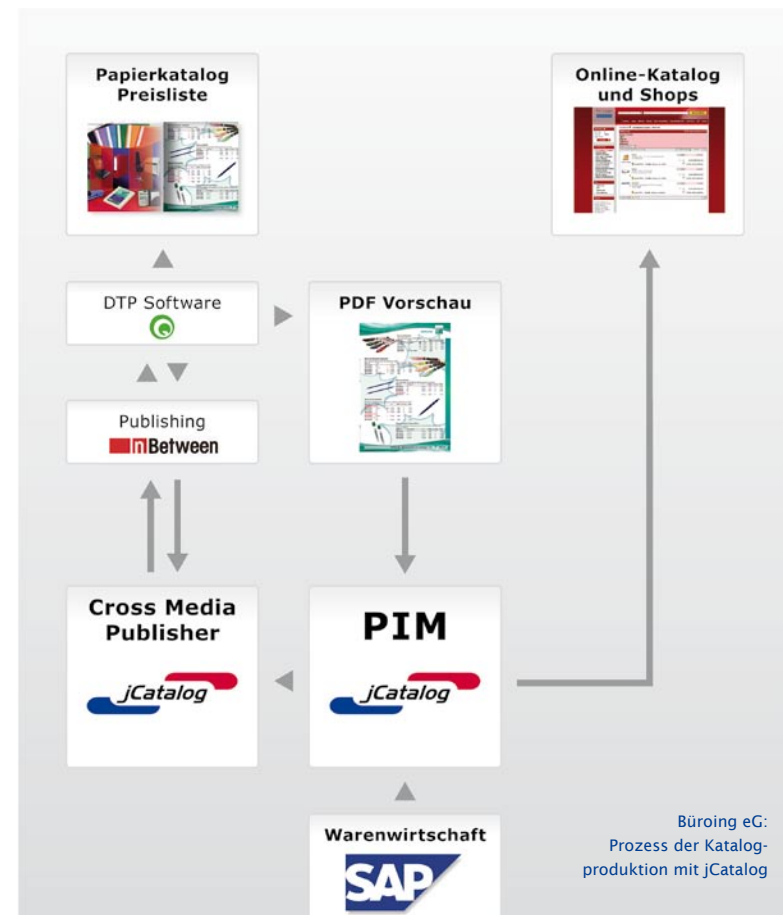 Papierkatalog
Preisliste
Online-Katalog
und Shops
DTP Software
PDF Vorschau
Publishing
InBetween
Cross Media
Publisher
jCatalog
PIM
jCatalog
Warenwirtschaft
SAP
Büroing eG:
Prozess der Katalog-
produktion mit jCatalog